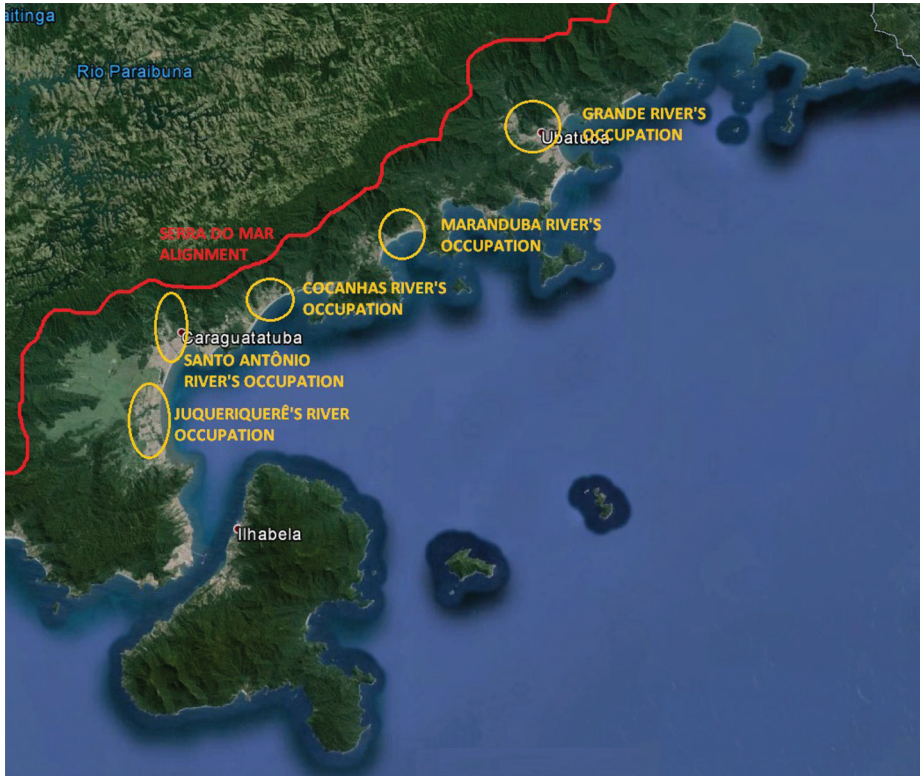 aitinga
Rio Paraibuna
GRANDE RIVER'S
OCCUPATION
Ubatuba
MARANDUBA RIVER'S
OCCUPATION
SERRA DO MAR
ALIGNMENT
COCANHAS RIVER'S
OCCUPATION
Caraguatatuba
SANTO ANTÔNIO
RIVER'S OCCUPATION
JUQUERIQUERÊ'S RIVER
OCCUPATION
Ilhabela